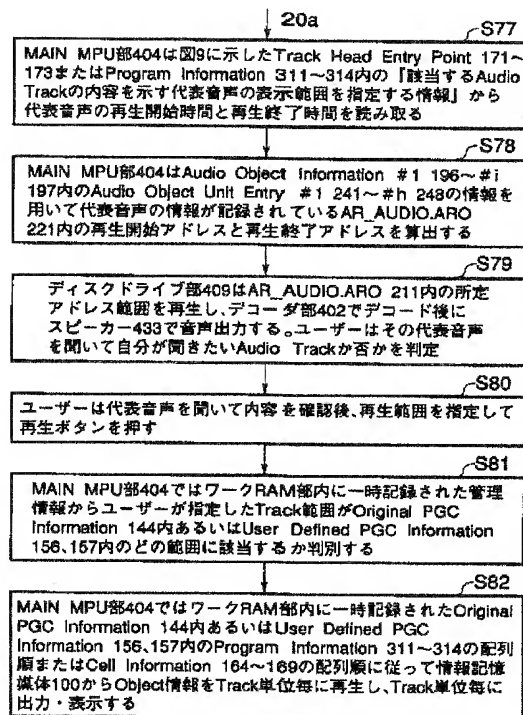 20a
S77
MAIN MPU部404は図9に示したTrack Head Entry Point 171~
173またはProgram Information 311~314内の『該当するAudio
Trackの内容を示す代表音声の表示範囲を指定する情報』から
代表音声の再生開始時間と再生終了時間を読み取る
S78
MAIN MPU部404はAudio Object Information #1 196~#i
197内のAudio Object Unit Entry #1 241~#h 248の情報を
用いて代表音声の情報が記録されているAR_AUDIO.ARO
221内の再生開始アドレスと再生終了アドレスを算出する
S79
ディスクドライブ部409はAR_AUDIO.ARO 211内の所定
アドレス範囲を再生し、デコーダ部402でデコード後に
スピーカー433で音声出力する。ユーザーはその代表音声
を聞いて自分が聞きたいAudio Trackか否かを判定
S80
ユーザーは代表音声を聞いて内容を確認後、再生範囲を指定して
再生ボタンを押す
S81
MAIN MPU部404ではワークRAM部内に一時記録された管理
情報からユーザーが指定したTrack範囲がOriginal PGC
Information 144内あるいはUser Defined PGC Information
156、157内のどの範囲に該当するか判別する
S82
MAIN MPU部404ではワークRAM部内に一時記録されたOriginal
PGC Information 144内あるいはUser Defined PGC
Information 156、157内のProgram Information 311~314の配列
順またはCell Information 164~169の配列順に従って情報記憶
媒体100からObject情報をTrack単位毎に再生し、Track単位毎に
出力・表示する